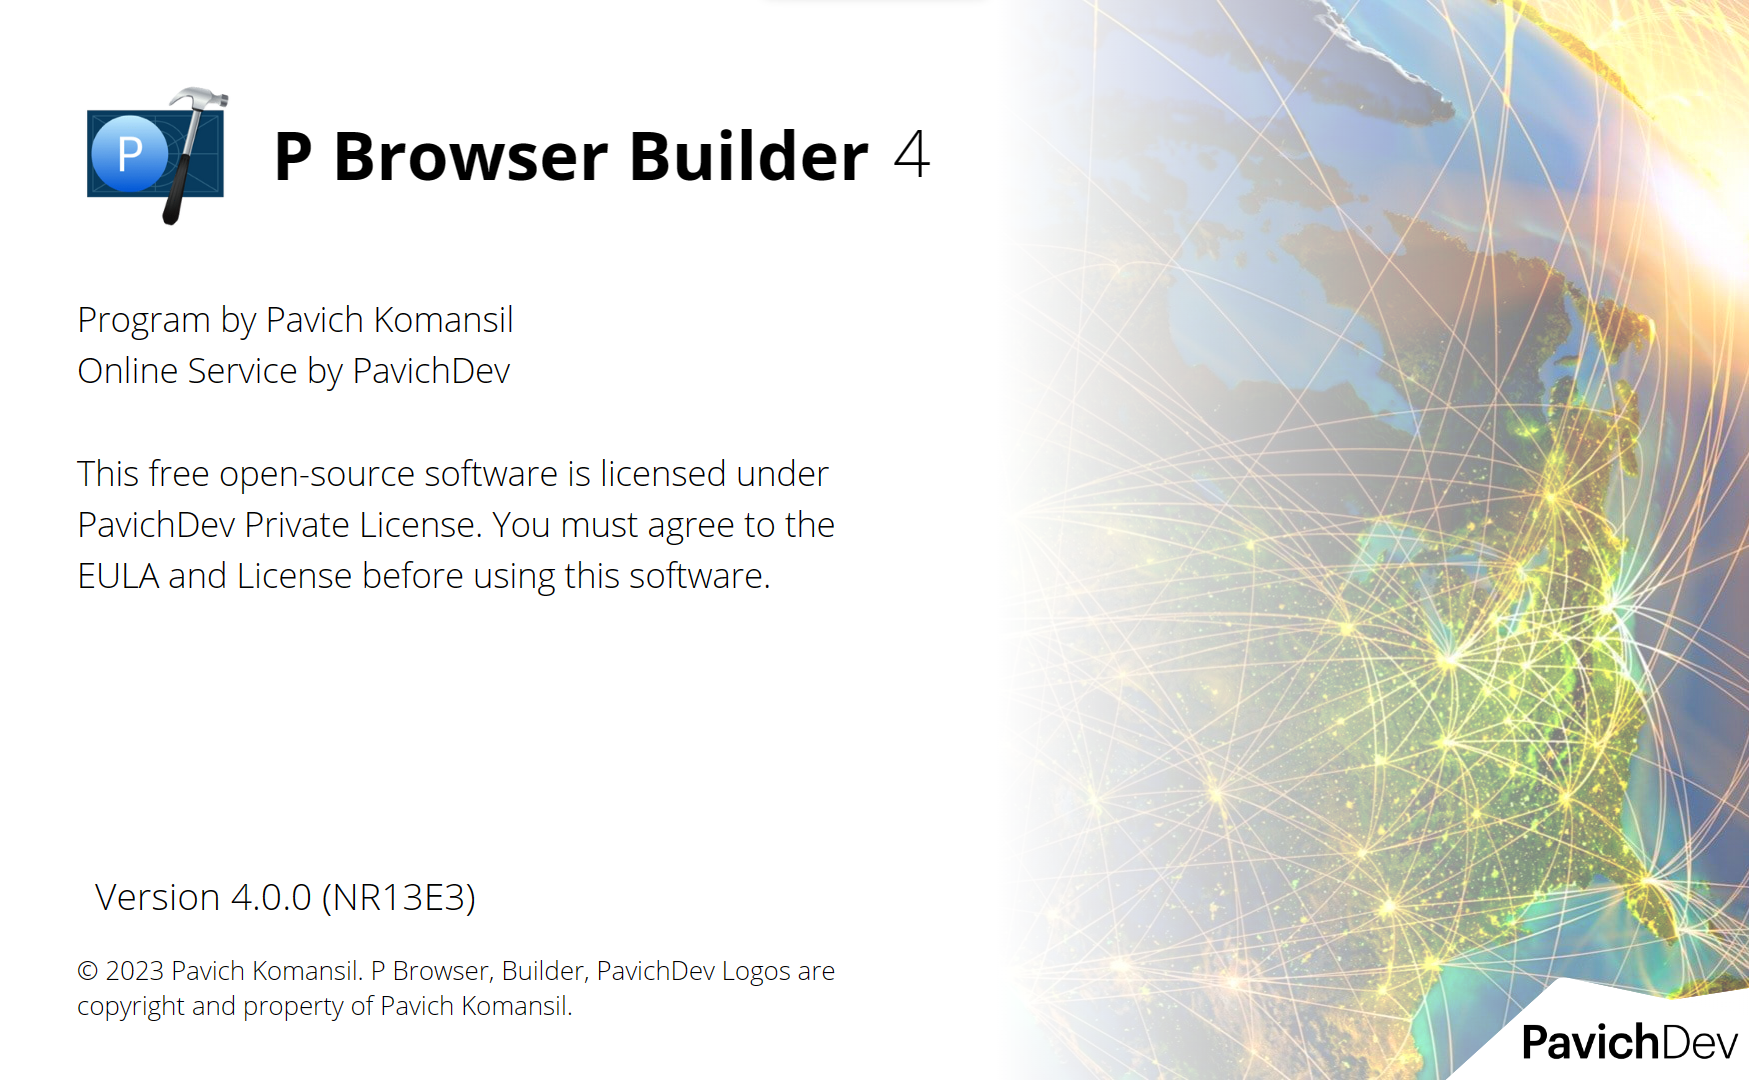 P
P Browser Builder 4
Program by Pavich Komansil
Online Service by PavichDev
This free open-source software is licensed under
PavichDev Private License. You must agree to the
EULA and License before using this software.
Version 4.0.0 (NR13E3)
© 2023 Pavich Komansil. P Browser, Builder, PavichDev Logos are
copyright and property of Pavich Komansil.
PavichDev